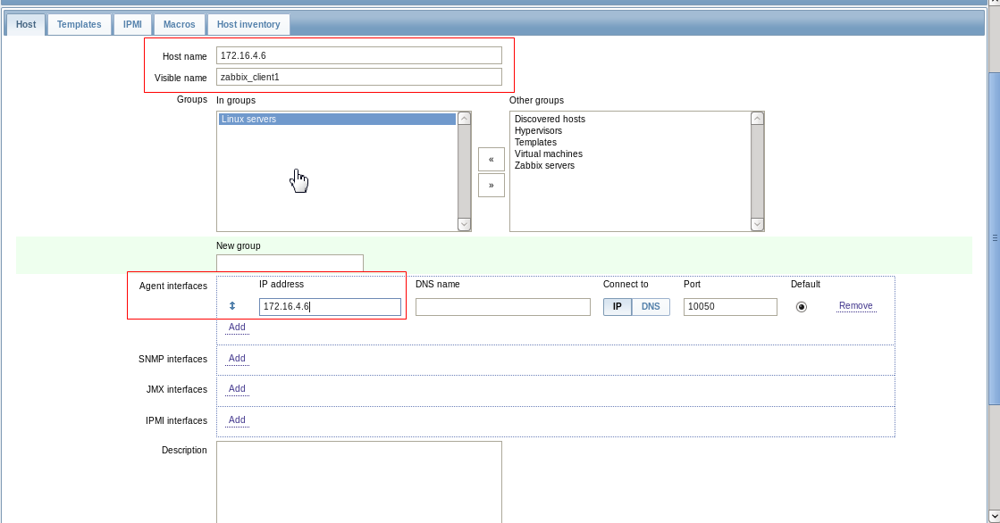 Host Templates IPMI Macros Host inventory
Host name 172.16.4.6
Visible name zabbix_client1
Groups In groups Other groups
Linux servers
Discovered hosts
Hypervisors
Templates
Virtual machines
Zabbix servers
«
»
New group
Agent interfaces IP address DNS name Connect to Port Default
172.16.4.6 IP DNS 10050 Remove
Add
SNMP interfaces Add
JMX interfaces Add
IPMI interfaces Add
Description